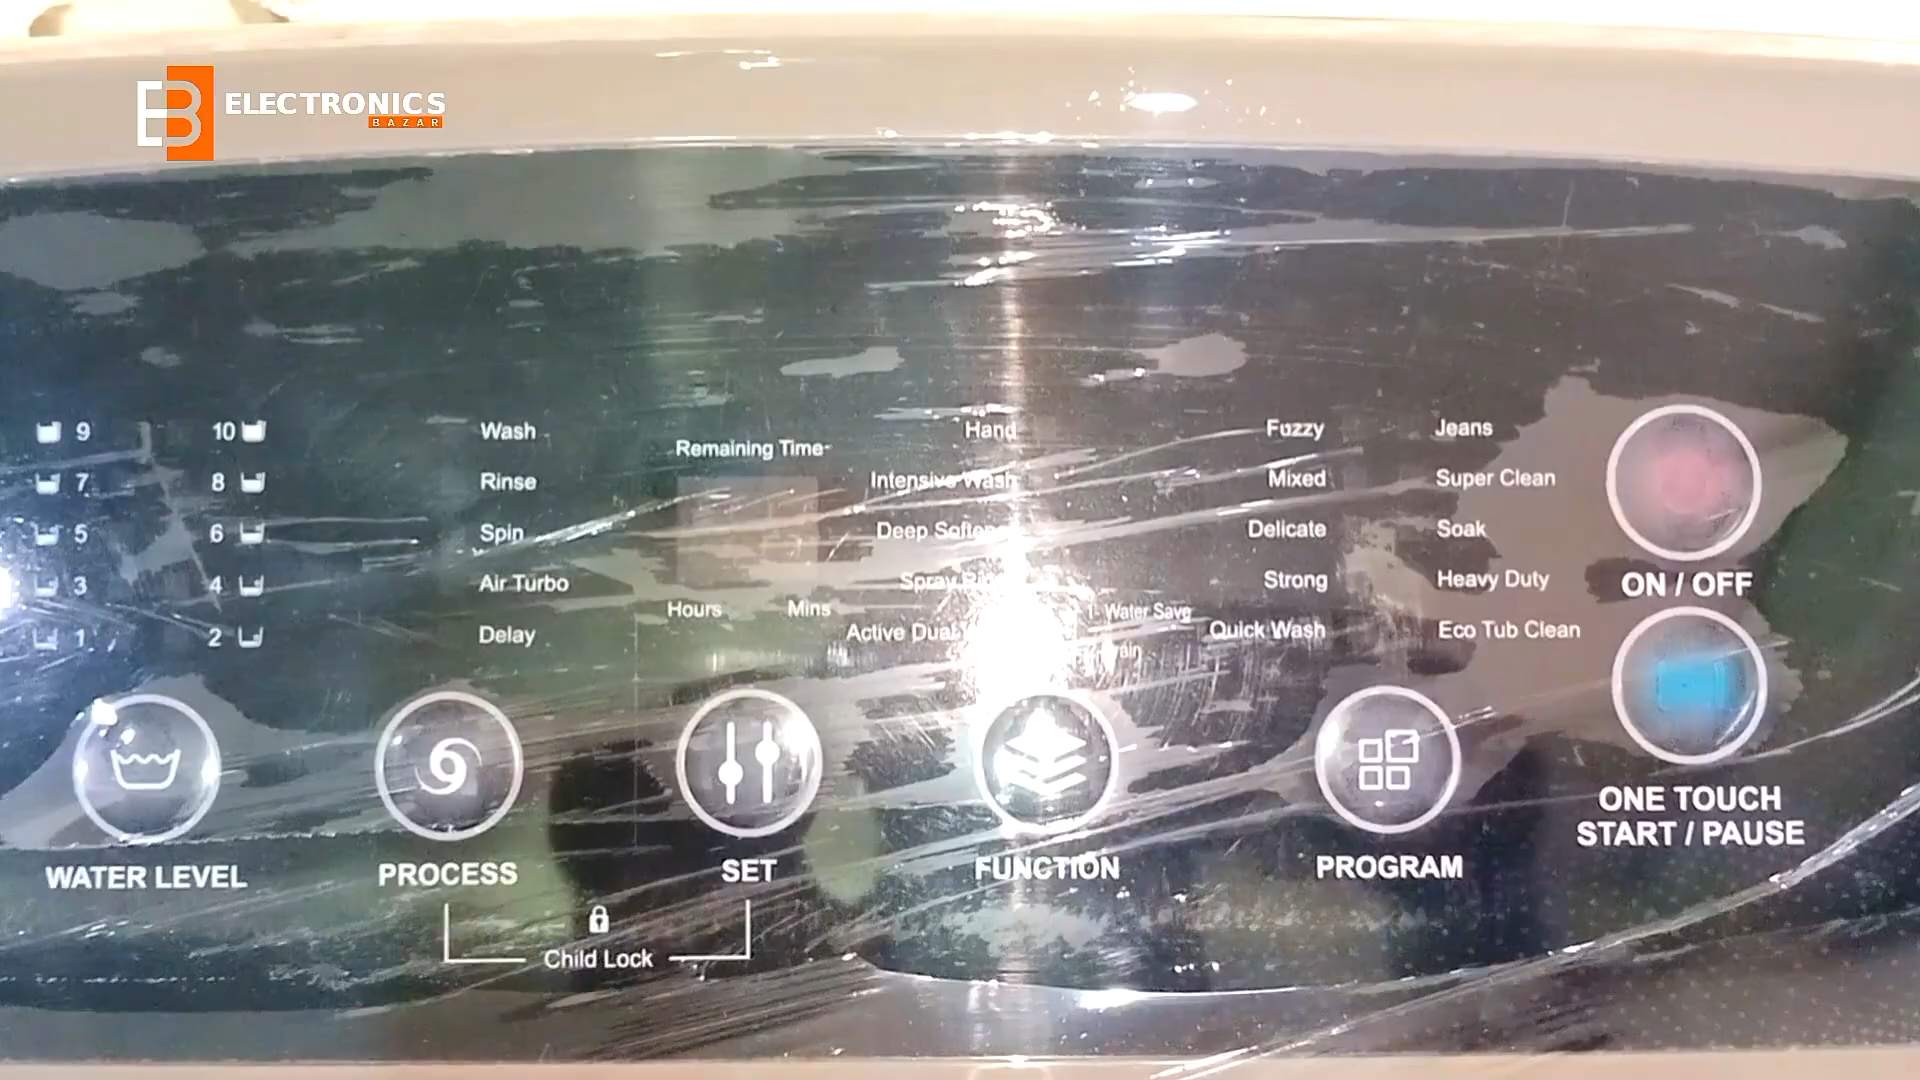 EB ELECTRONICS
BAZAR
9 10
7 8
5 6
3 4
1 2
Wash
Rinse
Spin
Air Turbo
Delay
Remaining Time
Hours Mins
Hand
Intensive Wash
Deep
Spray
Active Dual
Water Save
Fuzzy
Mixed
Delicate
Strong
Quick Wash
Jeans
Super Clean
Soak
Heavy Duty
Eco Tub Clean
ON / OFF
ONE TOUCH
START / PAUSE
WATER LEVEL
PROCESS
SET
FUNCTION
PROGRAM
Child Lock